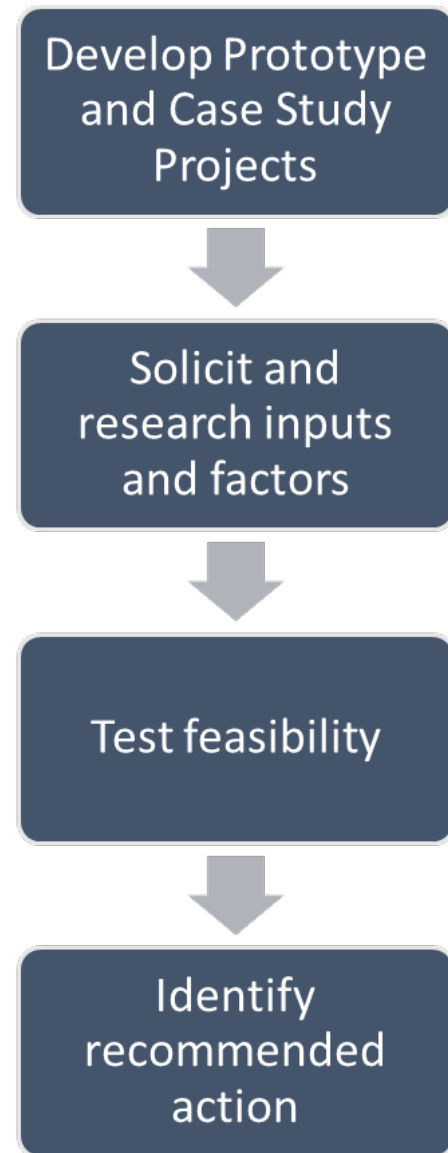 Develop Prototype
and Case Study
Projects
Solicit and
research inputs
and factors
Test feasibility
Identify
recommended
action